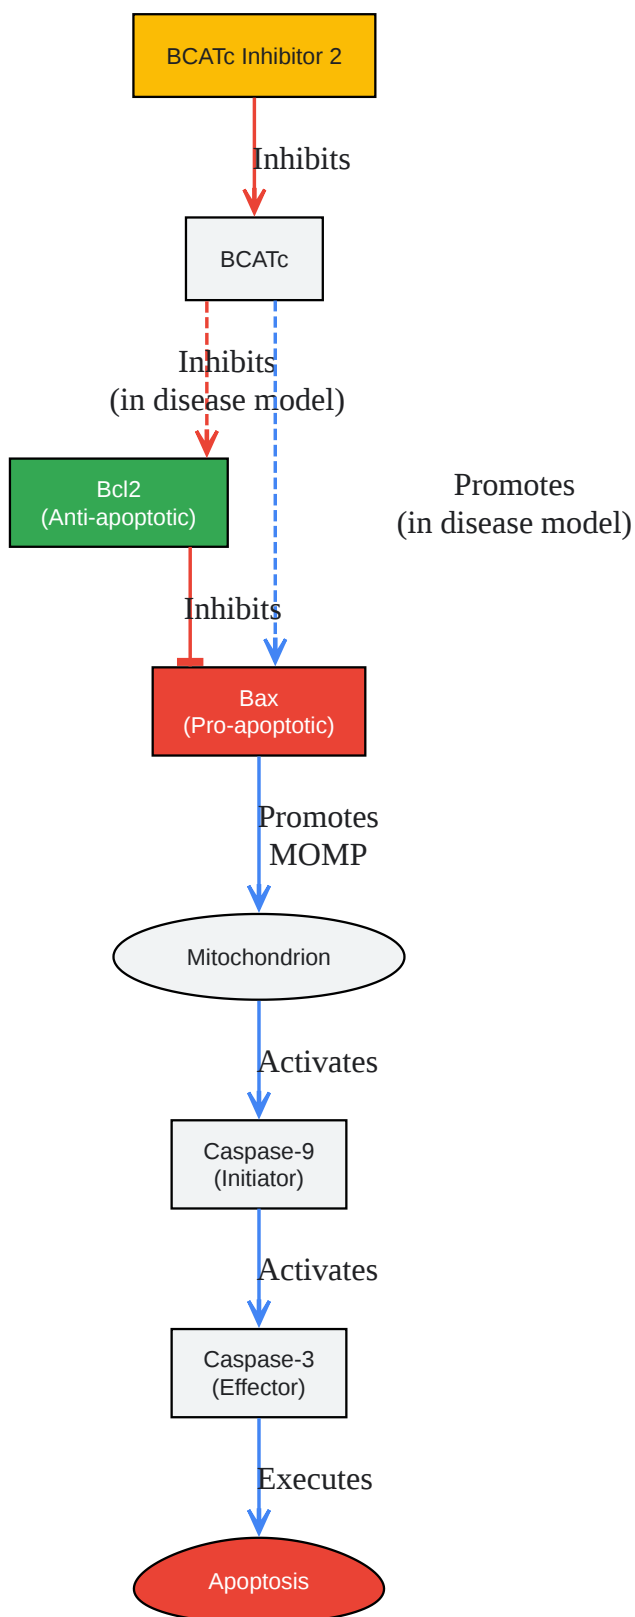 BCATc Inhibitor 2
Inhibits
BCATc
Inhibits
(in disease model)
Bcl2
(Anti-apoptotic)
Promotes
(in disease model)
Inhibits
Bax
(Pro-apoptotic)
Promotes
MOMP
Mitochondrion
Activates
Caspase-9
(Initiator)
Activates
Caspase-3
(Effector)
Executes
Apoptosis